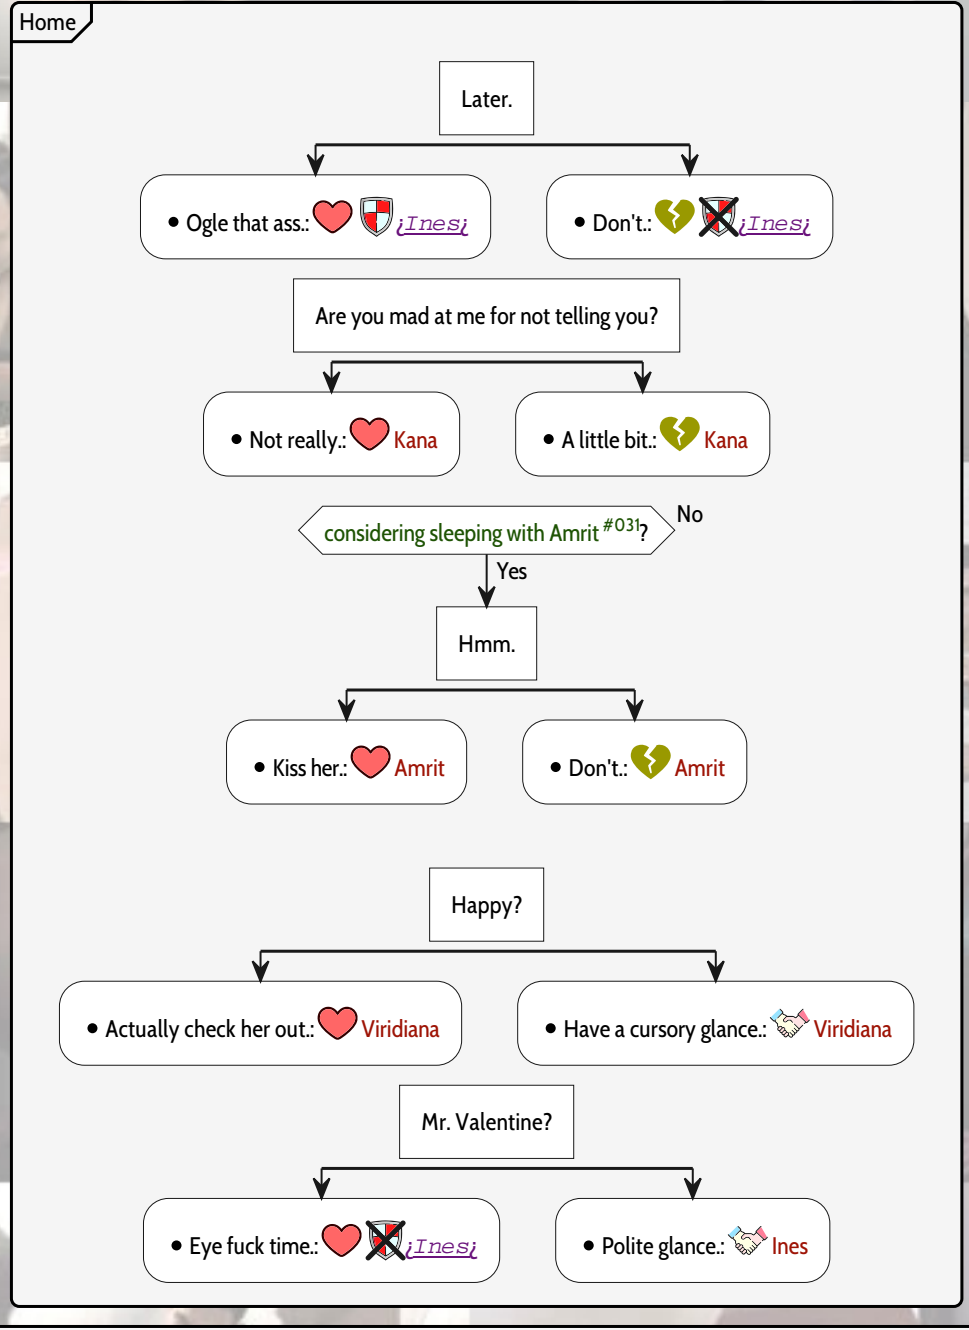 Home
Later.
• Ogle that ass.: ¿Ines¿
• Don't.: ¿Ines¿
Are you mad at me for not telling you?
• Not really.: Kana
• A little bit.: Kana
considering sleeping with Amrit #031?
No
Yes
Hmm.
• Kiss her.: Amrit
• Don't.: Amrit
Happy?
• Actually check her out.: Viridiana
• Have a cursory glance.: Viridiana
Mr. Valentine?
• Eye fuck time.: ¿Ines¿
• Polite glance.: Ines